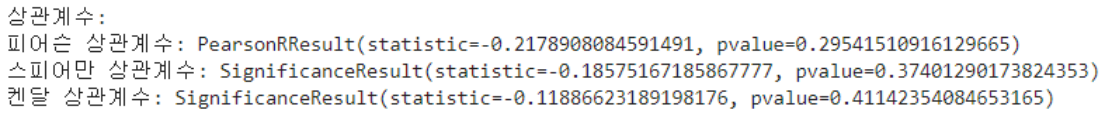 상관계수:
피어슨 상관계수: PearsonRResult(statistic=-0.2178908084591491, pvalue=0.29541510916129665)
스피어만 상관계수: SignificanceResult(statistic=-0.18575167185867777, pvalue=0.37401290173824353)
켄달 상관계수: SignificanceResult(statistic=-0.11886623189198176, pvalue=0.41142354084653165)